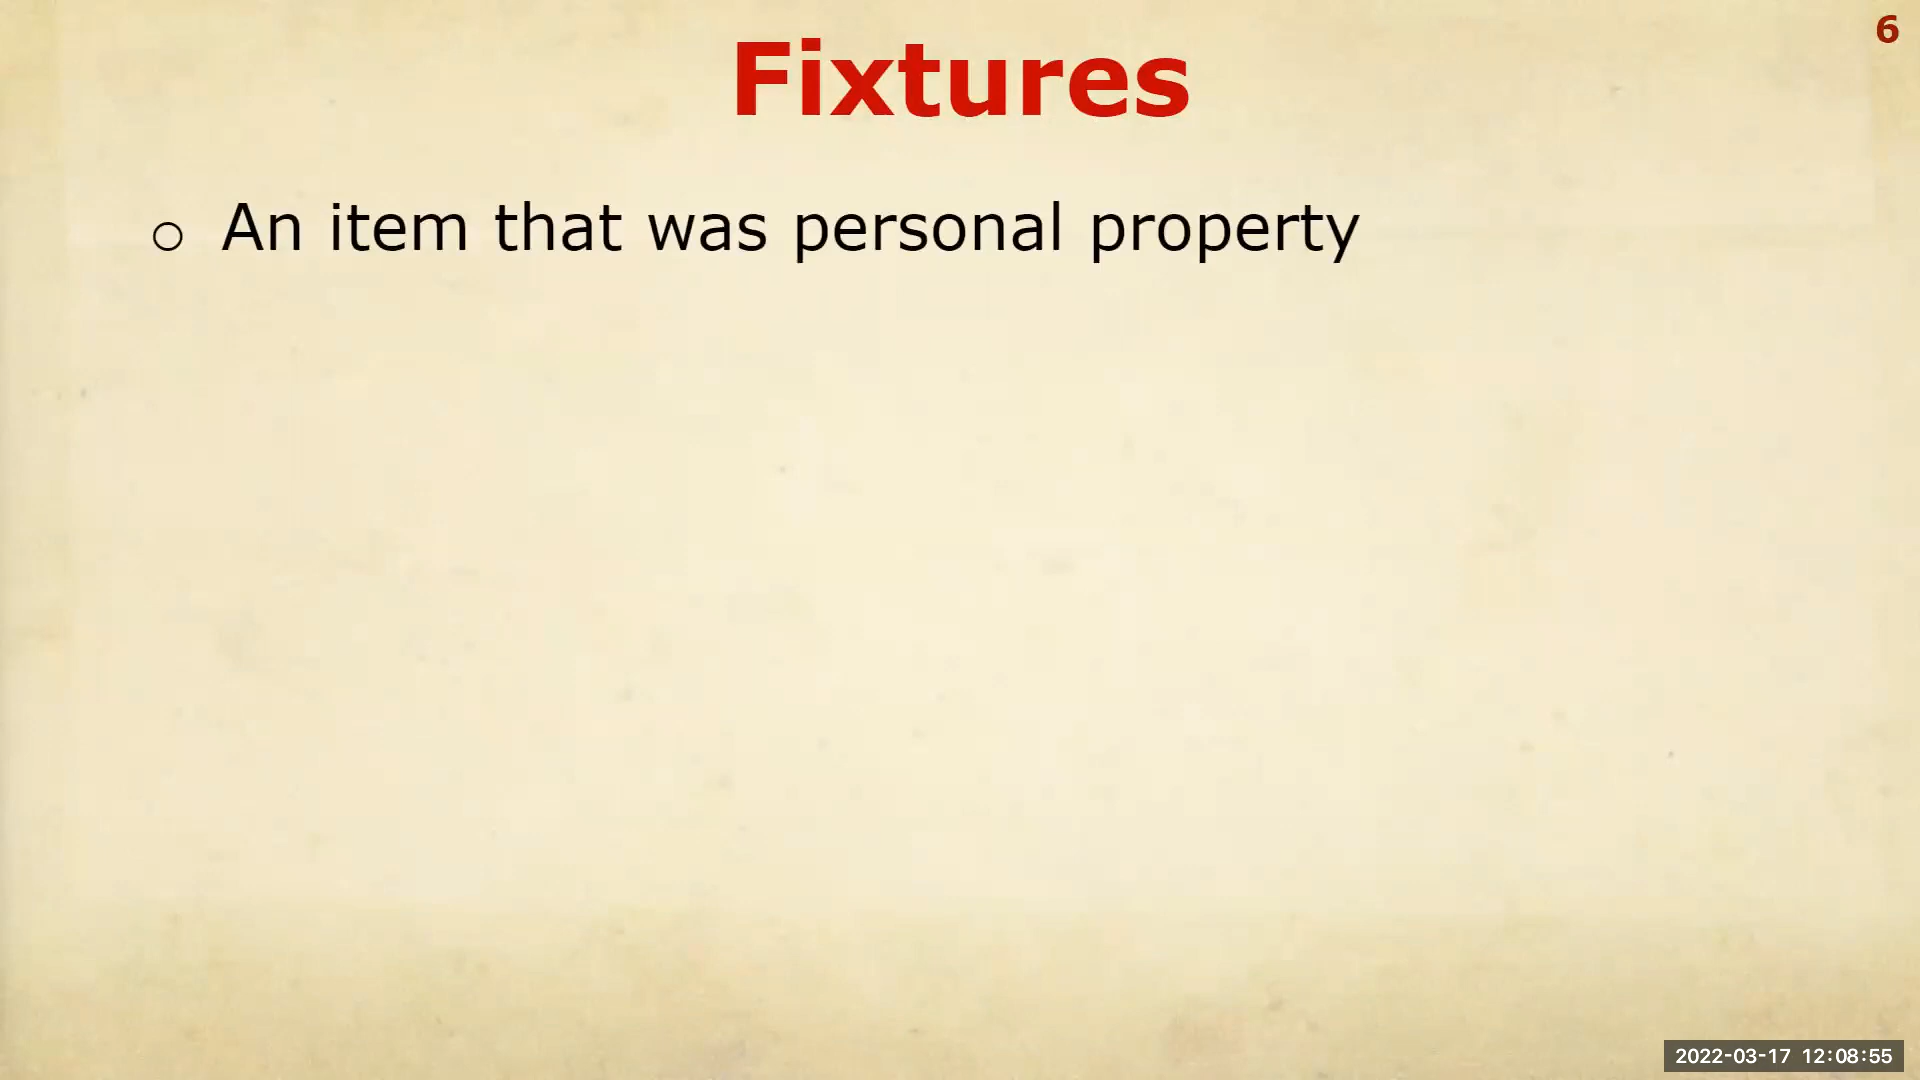 6
Fixtures
○ An item that was personal property
2022-03-17 12:08:55